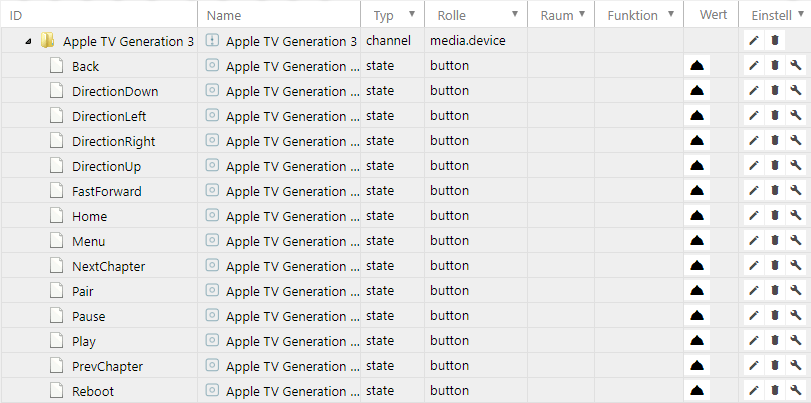 ID Name Typ Rolle Raum Funktion Wert Einstell
Apple TV Generation 3 Apple TV Generation 3 channel media.device
Back Apple TV Generation ... state button
DirectionDown Apple TV Generation ... state button
DirectionLeft Apple TV Generation ... state button
DirectionRight Apple TV Generation ... state button
DirectionUp Apple TV Generation ... state button
FastForward Apple TV Generation ... state button
Home Apple TV Generation ... state button
Menu Apple TV Generation ... state button
NextChapter Apple TV Generation ... state button
Pair Apple TV Generation ... state button
Pause Apple TV Generation ... state button
Play Apple TV Generation ... state button
PrevChapter Apple TV Generation ... state button
Reboot Apple TV Generation ... state button